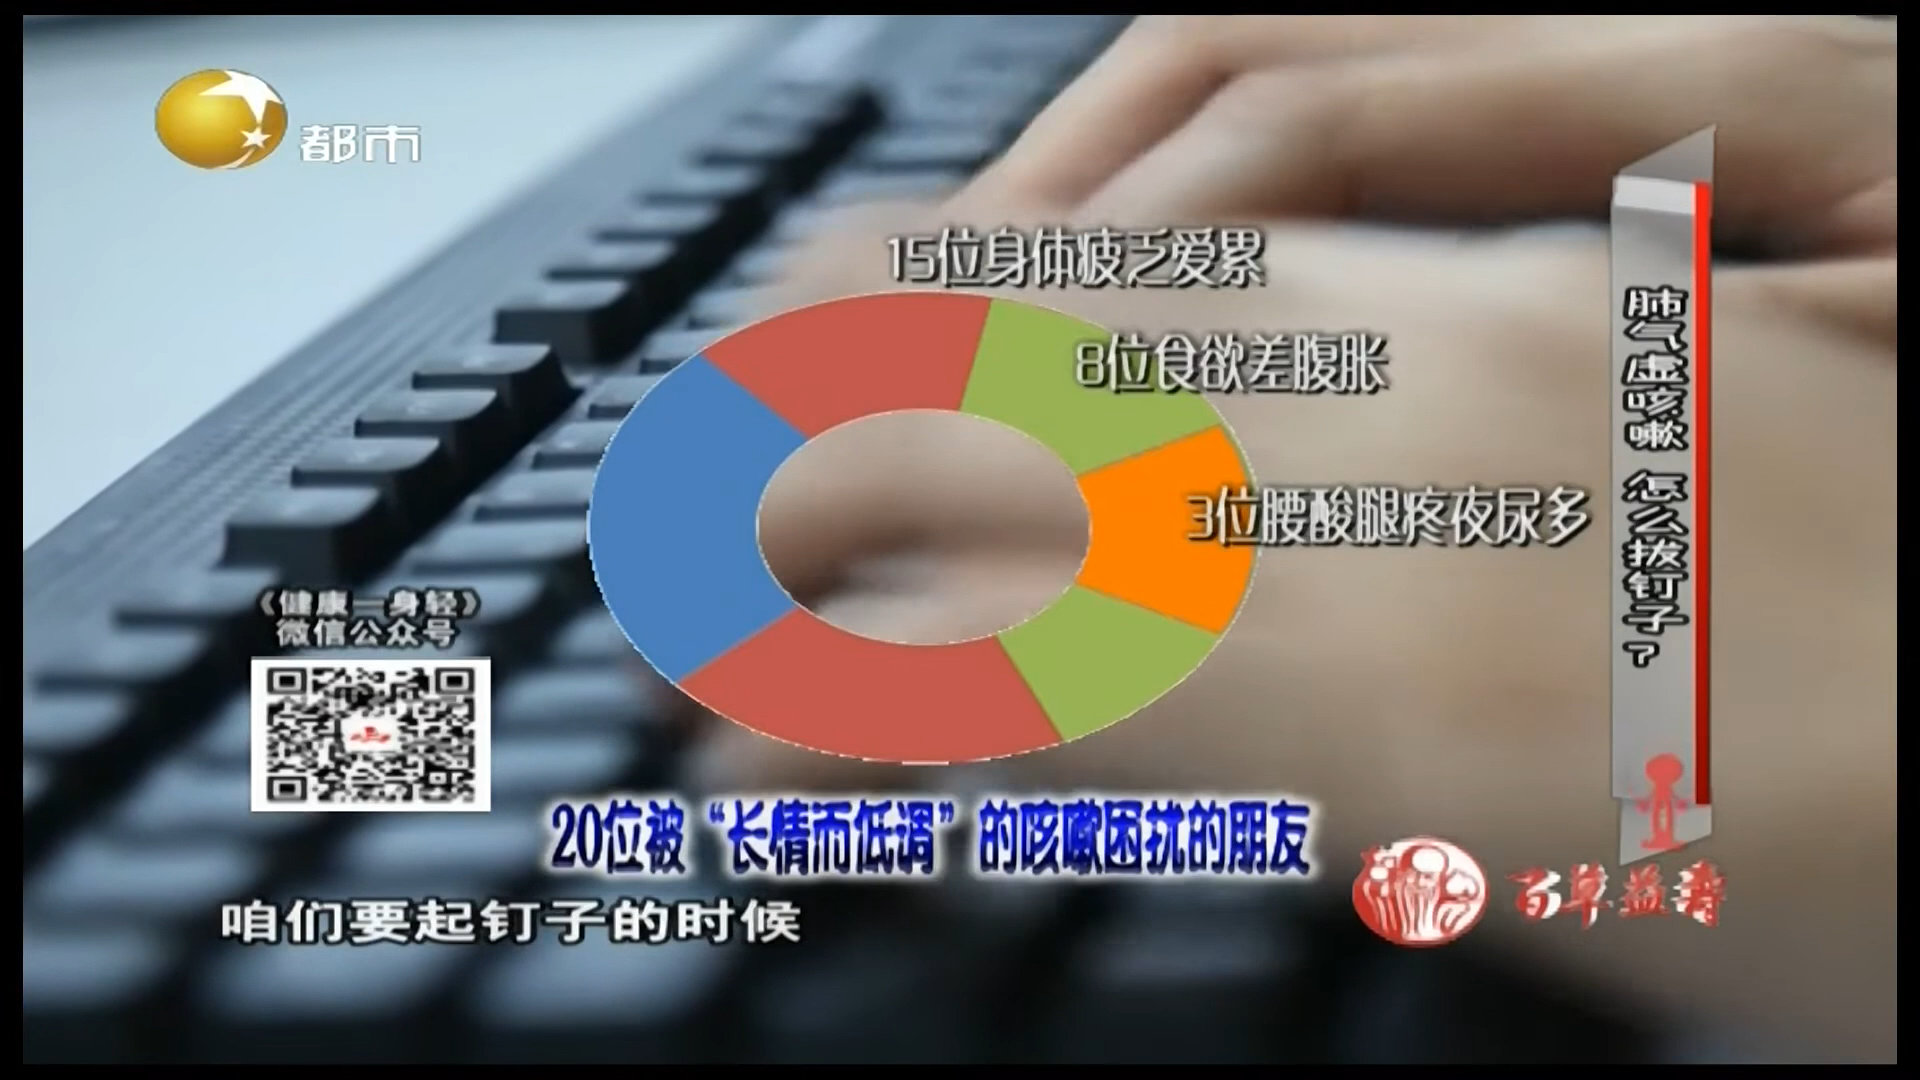 都市
15位身体疲乏爱累
8位食欲差腹胀
3位腰酸腿疼夜尿多
肺气虚咳嗽 怎么拔钉子?
《健康一身轻》
微信公众号
20位被“长情而低调”的咳嗽困扰的朋友
百草益寿
咱们要起钉子的时候